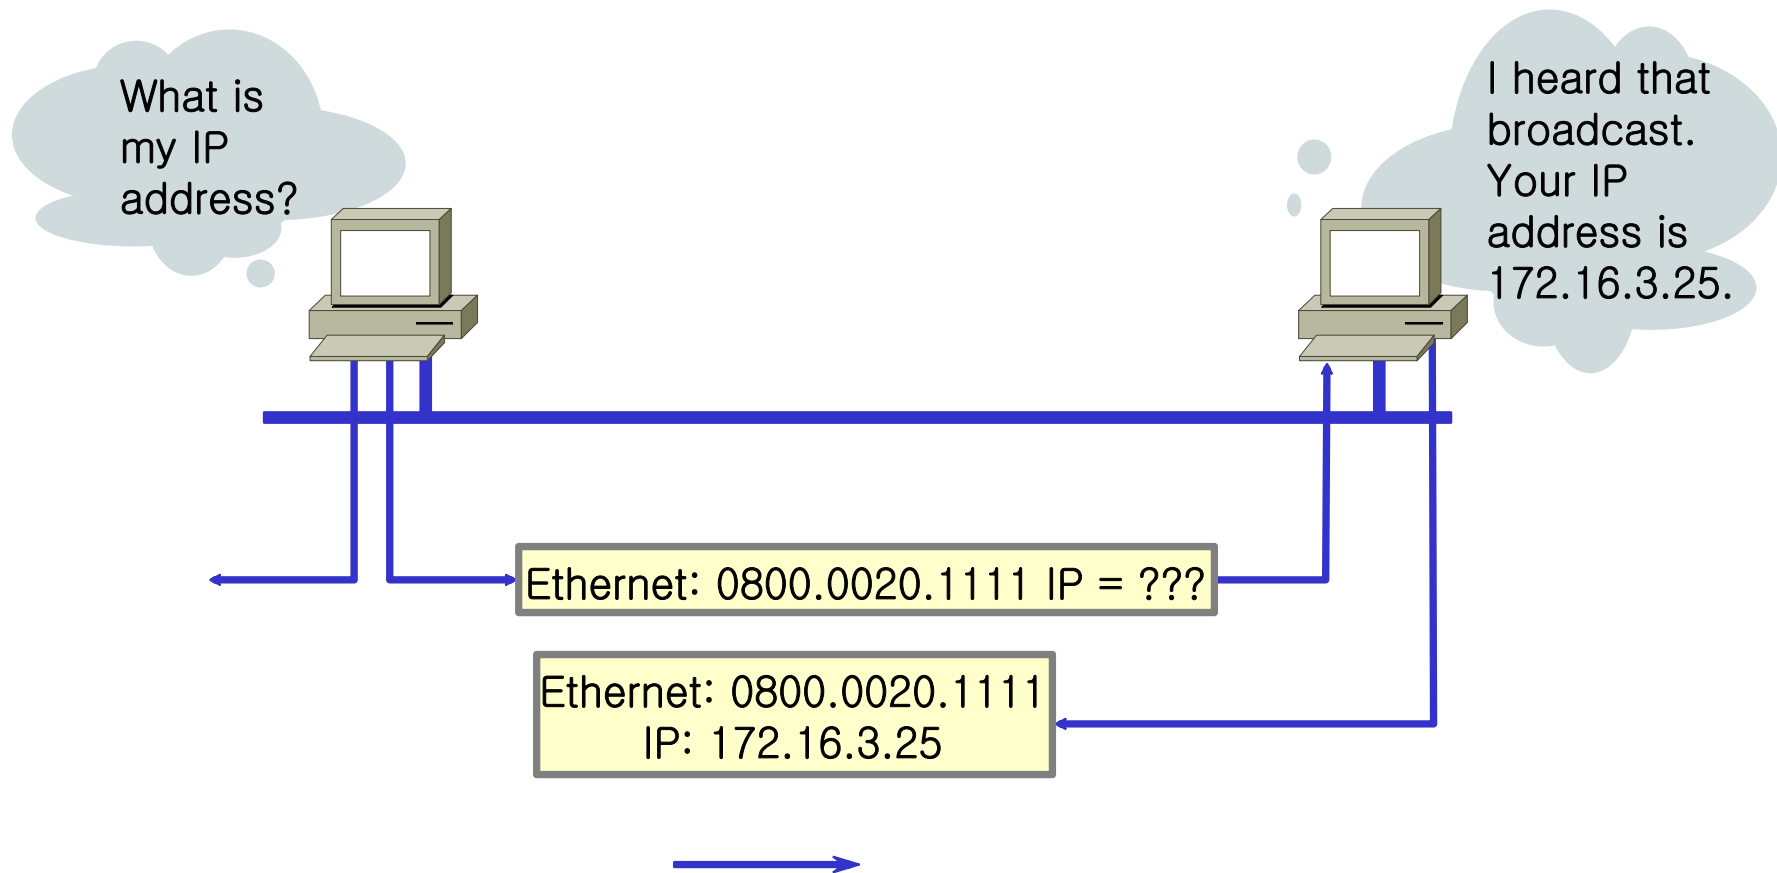 What is
my IP
address?
I heard that
broadcast.
Your IP
address is
172.16.3.25.
Ethernet: 0800.0020.1111 IP = ???
Ethernet: 0800.0020.1111
IP: 172.16.3.25